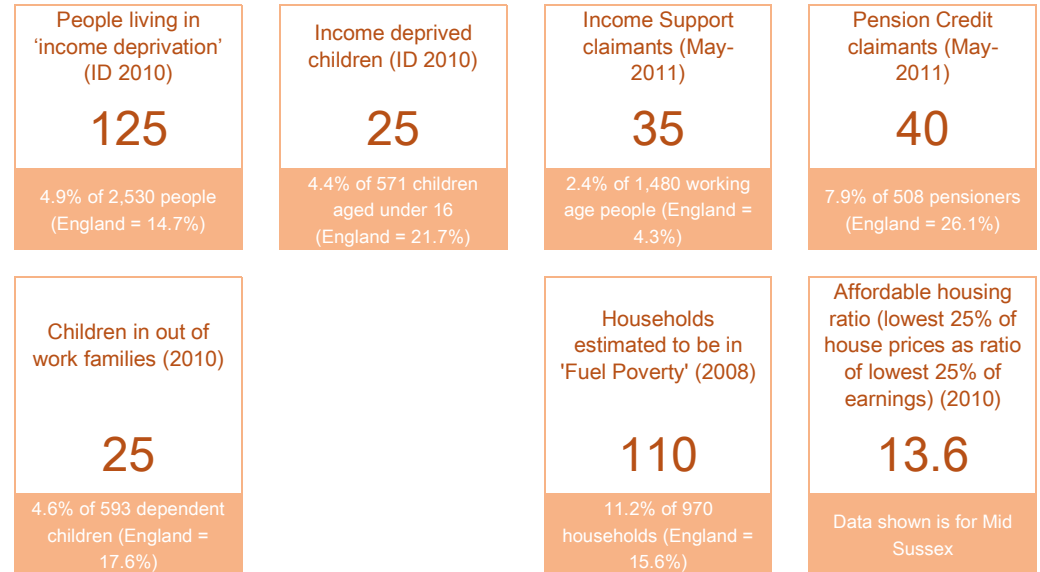 People living in
‘income deprivation’
(ID 2010)
125
4.9% of 2,530 people
(England = 14.7%)
Income deprived
children (ID 2010)
25
4.4% of 571 children
aged under 16
(England = 21.7%)
Income Support
claimants (May-
2011)
35
2.4% of 1,480 working
age people (England =
4.3%)
Pension Credit
claimants (May-
2011)
40
7.9% of 508 pensioners
(England = 26.1%)
Children in out of
work families (2010)
25
4.6% of 593 dependent
children (England =
17.6%)
Households
estimated to be in
'Fuel Poverty' (2008)
110
11.2% of 970
households (England =
15.6%)
Affordable housing
ratio (lowest 25% of
house prices as ratio
of lowest 25% of
earnings) (2010)
13.6
Data shown is for Mid
Sussex